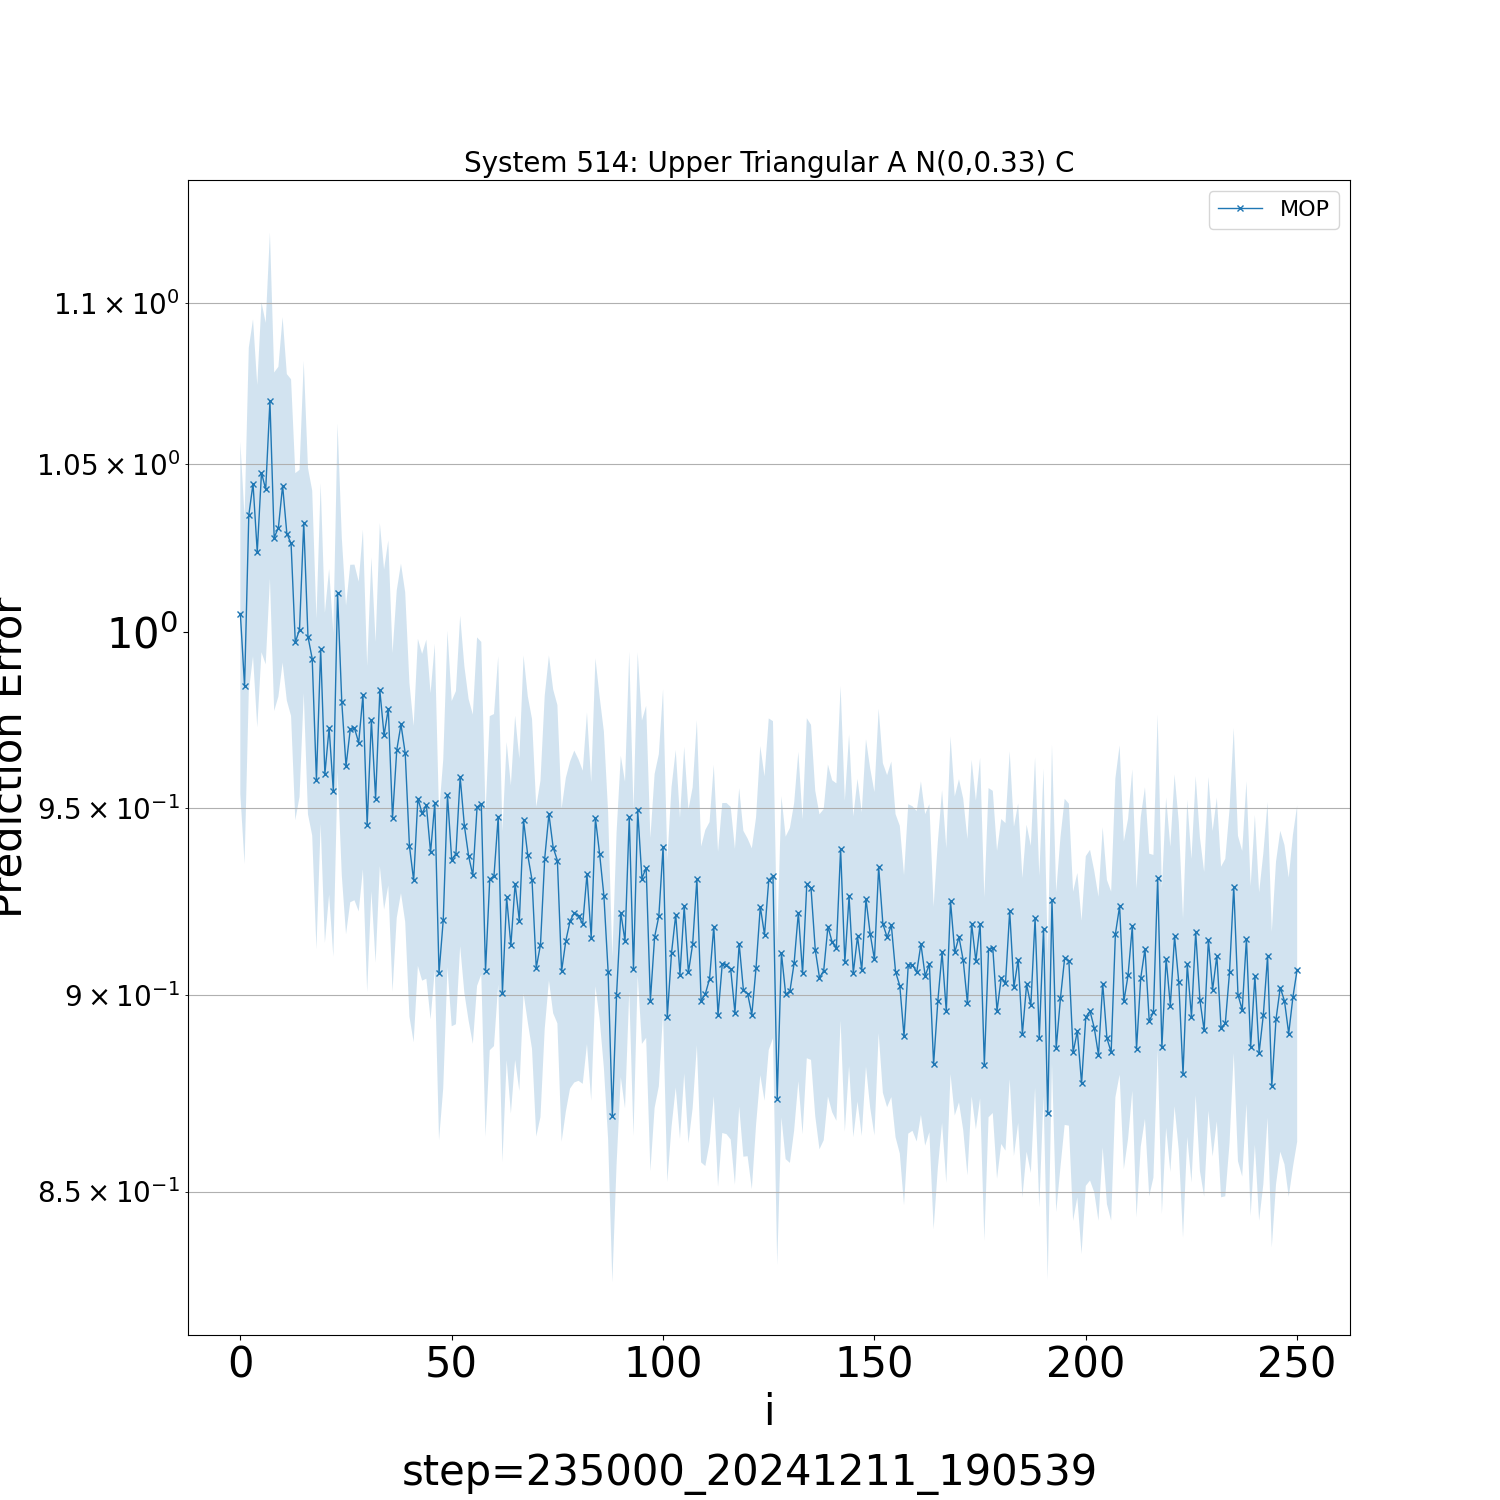 System 514: Upper Triangular A N(0,0.33) C
MOP
1.1 × 10⁰
1.05 × 10⁰
10⁰
9.5 × 10⁻¹
9 × 10⁻¹
8.5 × 10⁻¹
Prediction Error
0 50 100 150 200 250
i
step=235000_20241211_190539